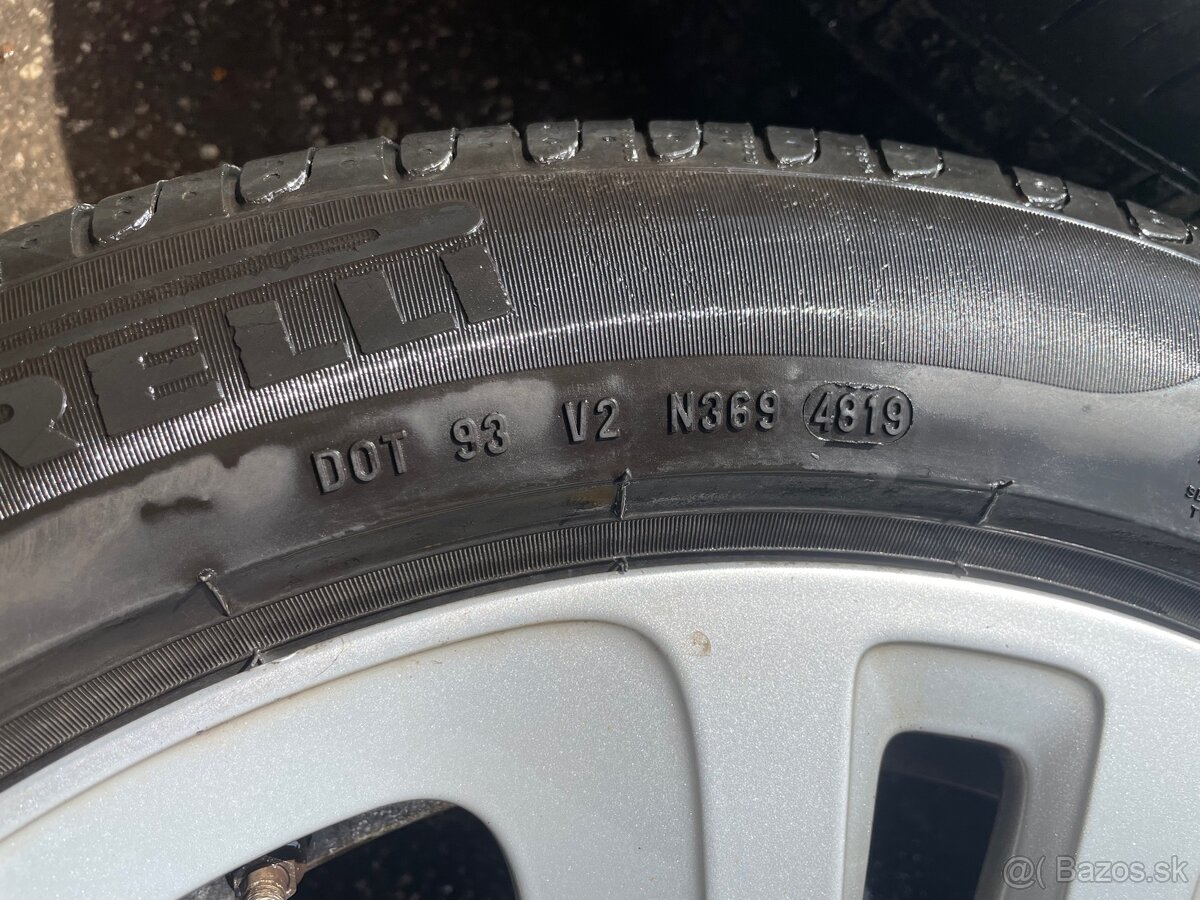 RELLI
DOT 93 V2 N369 4819
@( Bazos.sk